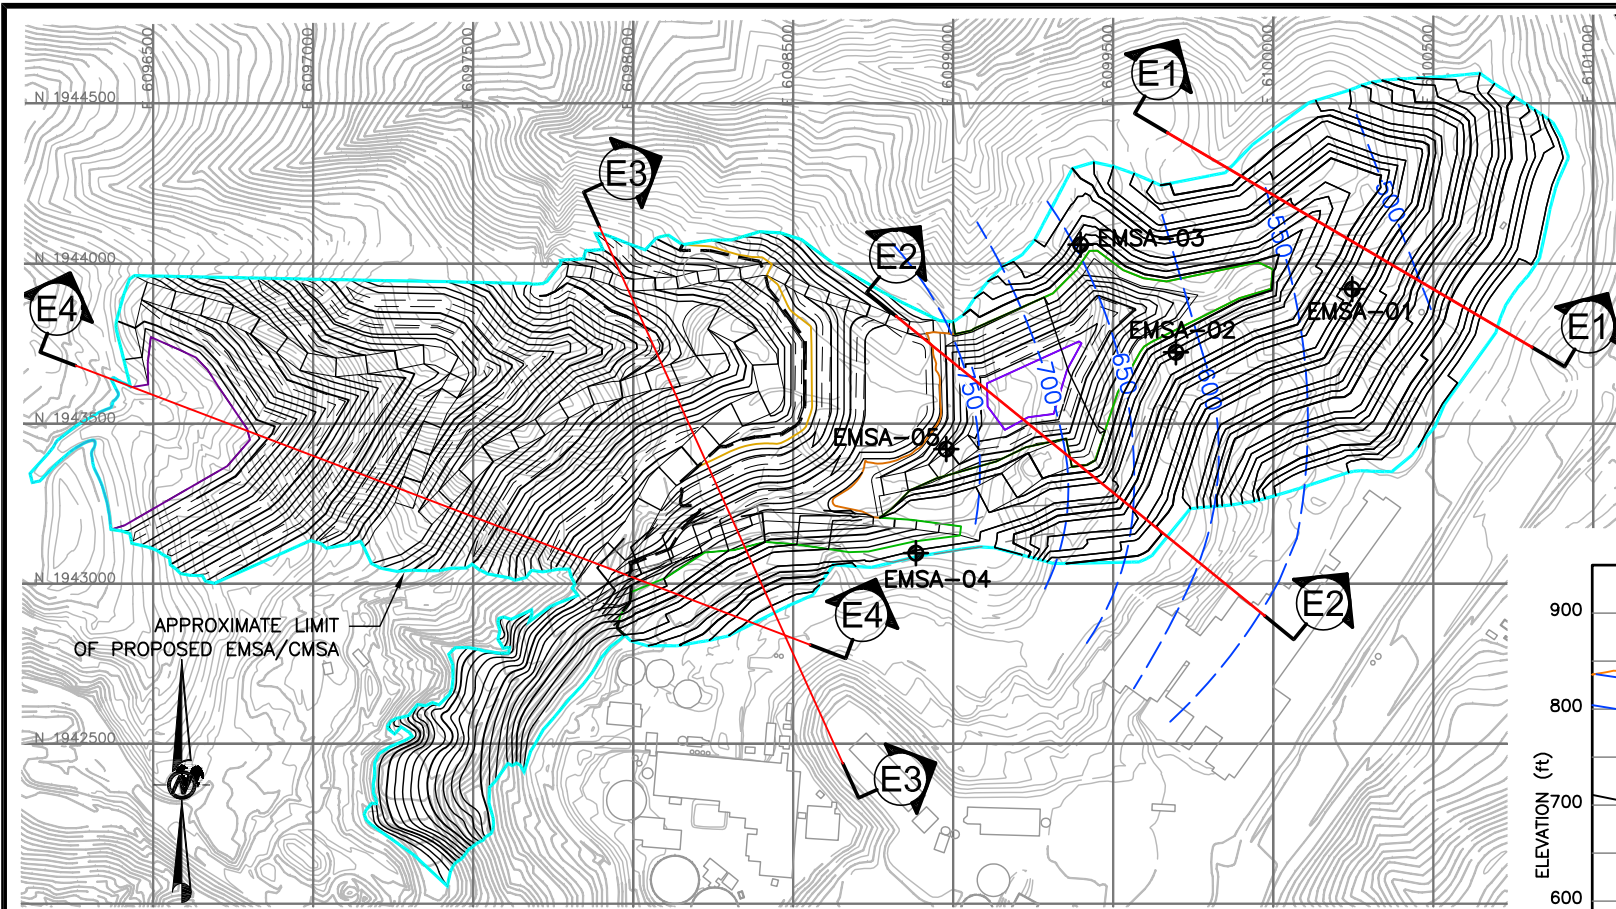 E 6096500
E 6097000
E 6097500
E 6098000
E 6098500
E 6099000
E 6099500
E 6100000
E 6100500
E 6101000
E1
N 1944500
E3
E2
EMSA-03
500
550
N 1944000
E4
EMSA-01
E1
EMSA-02
750
700
650
600
N 1943500
EMSA-05
N 1943000
EMSA-04
E4
E2
APPROXIMATE LIMIT
OF PROPOSED EMSA/CMSA
N 1942500
E3
N
900
800
700
600
ELEVATION (ft)